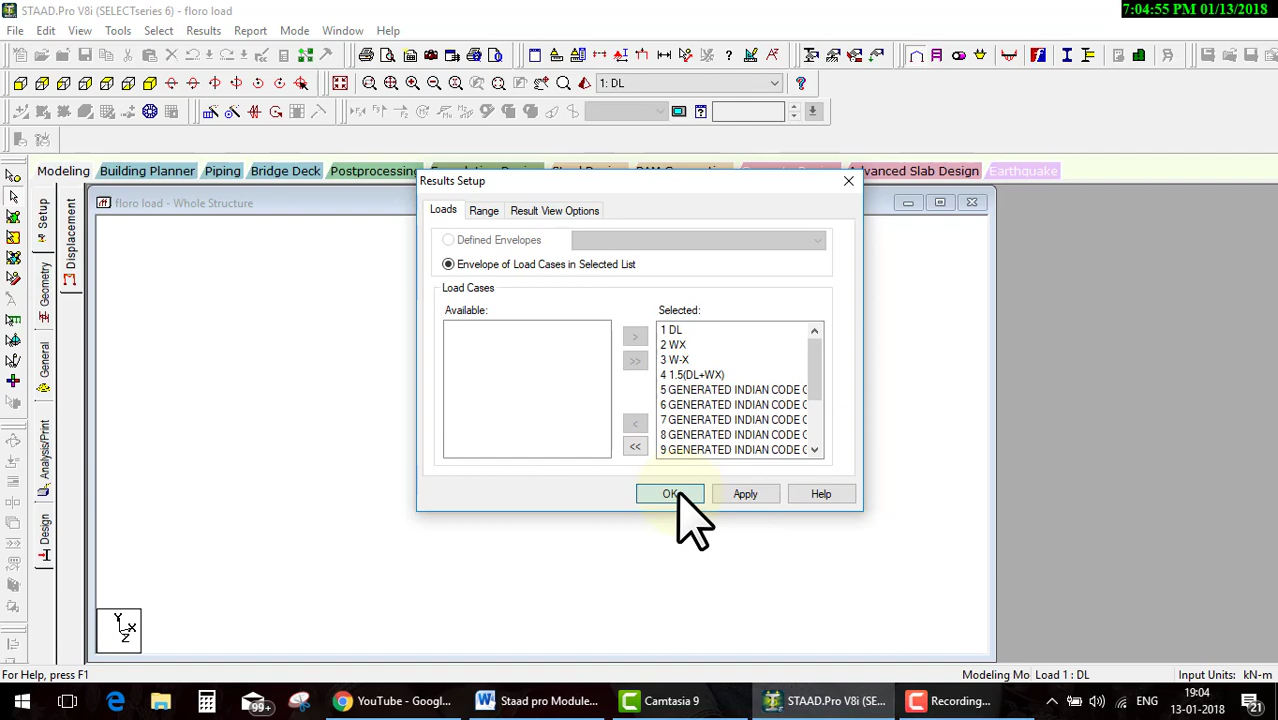 STAAD.Pro V8i (SELECTseries 6) - floro load
7:04:55 PM 01/13/2018
File Edit View Tools Select Results Report Mode Window Help
1: DL
Modeling Building Planner Piping Bridge Deck Postprocessing Advanced Slab Design Earthquake
floro load - Whole Structure
Setup
Geometry
General
Analysis/Print
Design
Displacement
Results Setup
Loads Range Result View Options
Defined Envelopes
Envelope of Load Cases in Selected List
Load Cases
Available:
Selected:
>
>>
<
<<
1 DL
2 WX
3 W-X
4 1.5(DL+WX)
5 GENERATED INDIAN CODE
6 GENERATED INDIAN CODE
7 GENERATED INDIAN CODE
8 GENERATED INDIAN CODE
9 GENERATED INDIAN CODE
OK Apply Help
Y
X
Z
For Help, press F1
Modeling Mo Load 1 : DL Input Units: kN-m
99+ YouTube - Googl... Staad pro Module... Camtasia 9 STAAD.Pro V8i (SE... Recording... ENG
19:04
13-01-2018
21